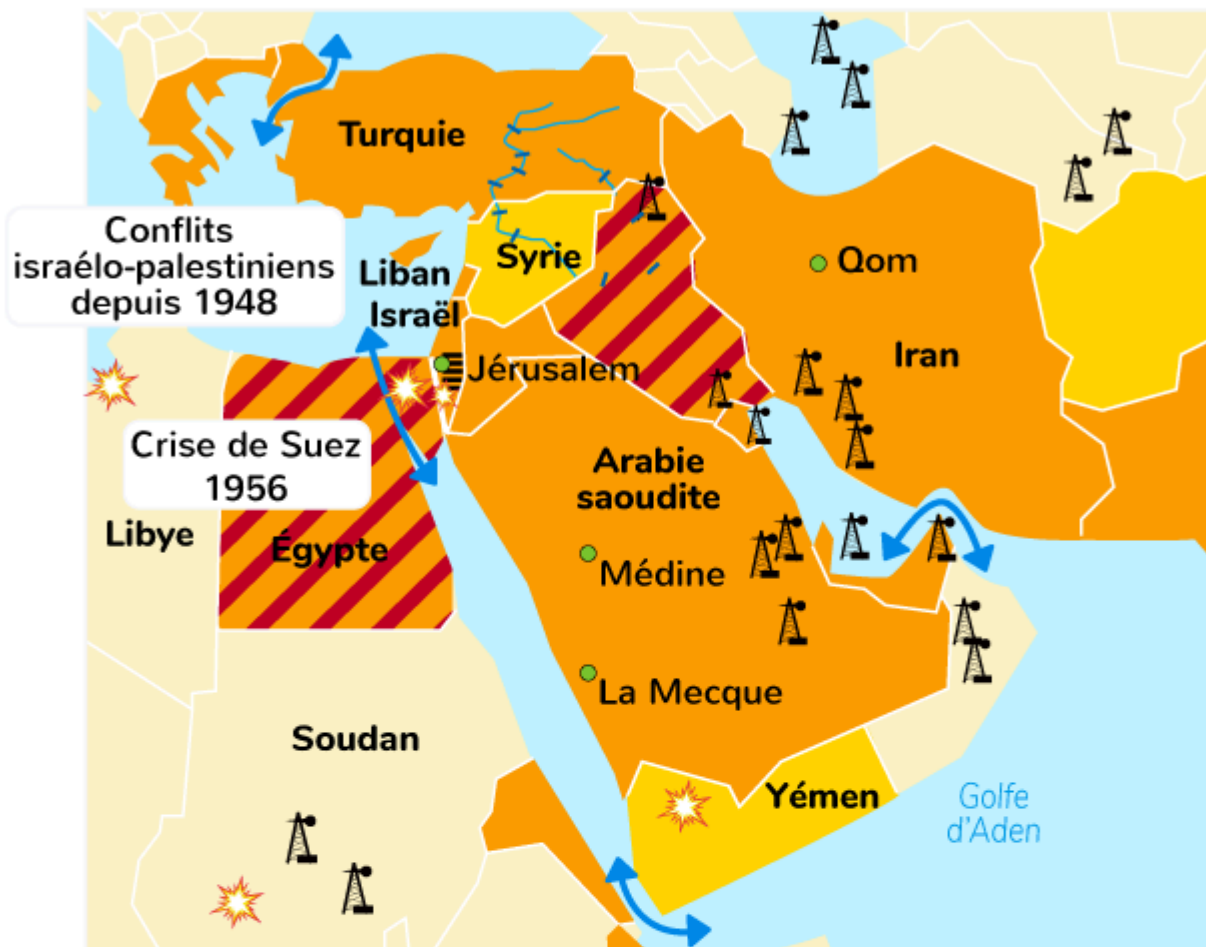 Turquie
Conflits
israélo-palestiniens
depuis 1948
Liban
Israël
Syrie
Qom
Iran
Jérusalem
Crise de Suez
1956
Arabie
saoudite
Libye
Égypte
Médine
La Mecque
Soudan
Yémen
Golfe
d'Aden